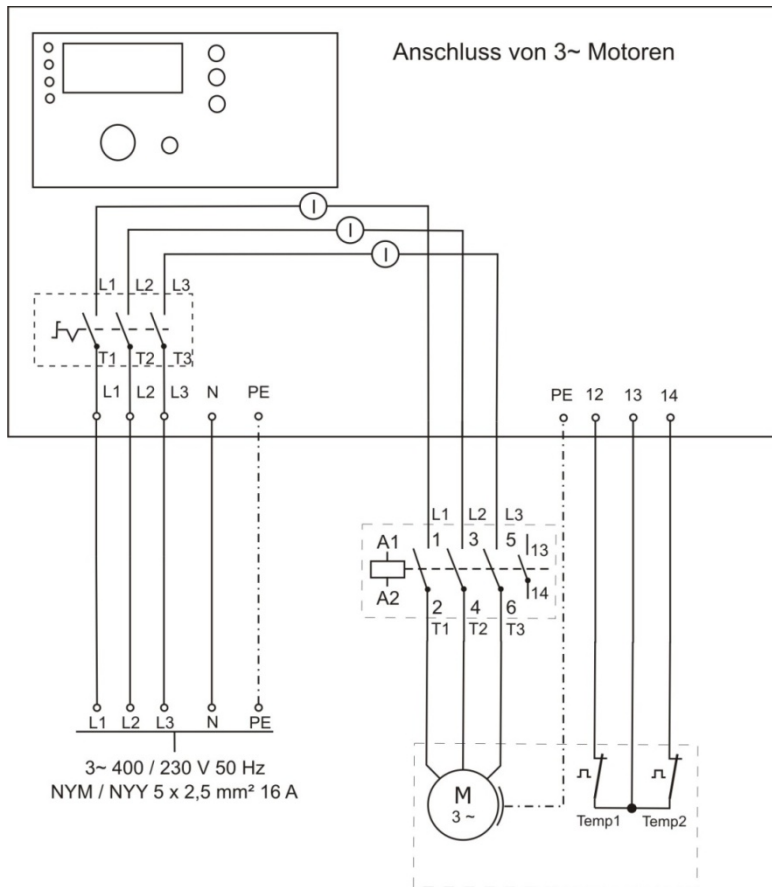 Anschluss von 3~ Motoren
I
I
I
L1 L2 L3
T1 T2 T3
L1 L2 L3 N PE
PE 12 13 14
L1 L2 L3
A1 1 3 5 13
A2 2 4 6 14
T1 T2 T3
L1 L2 L3 N PE
3~ 400 / 230 V 50 Hz
NYM / NYY 5 x 2,5 mm² 16 A
M
3 ~
Temp1 Temp2